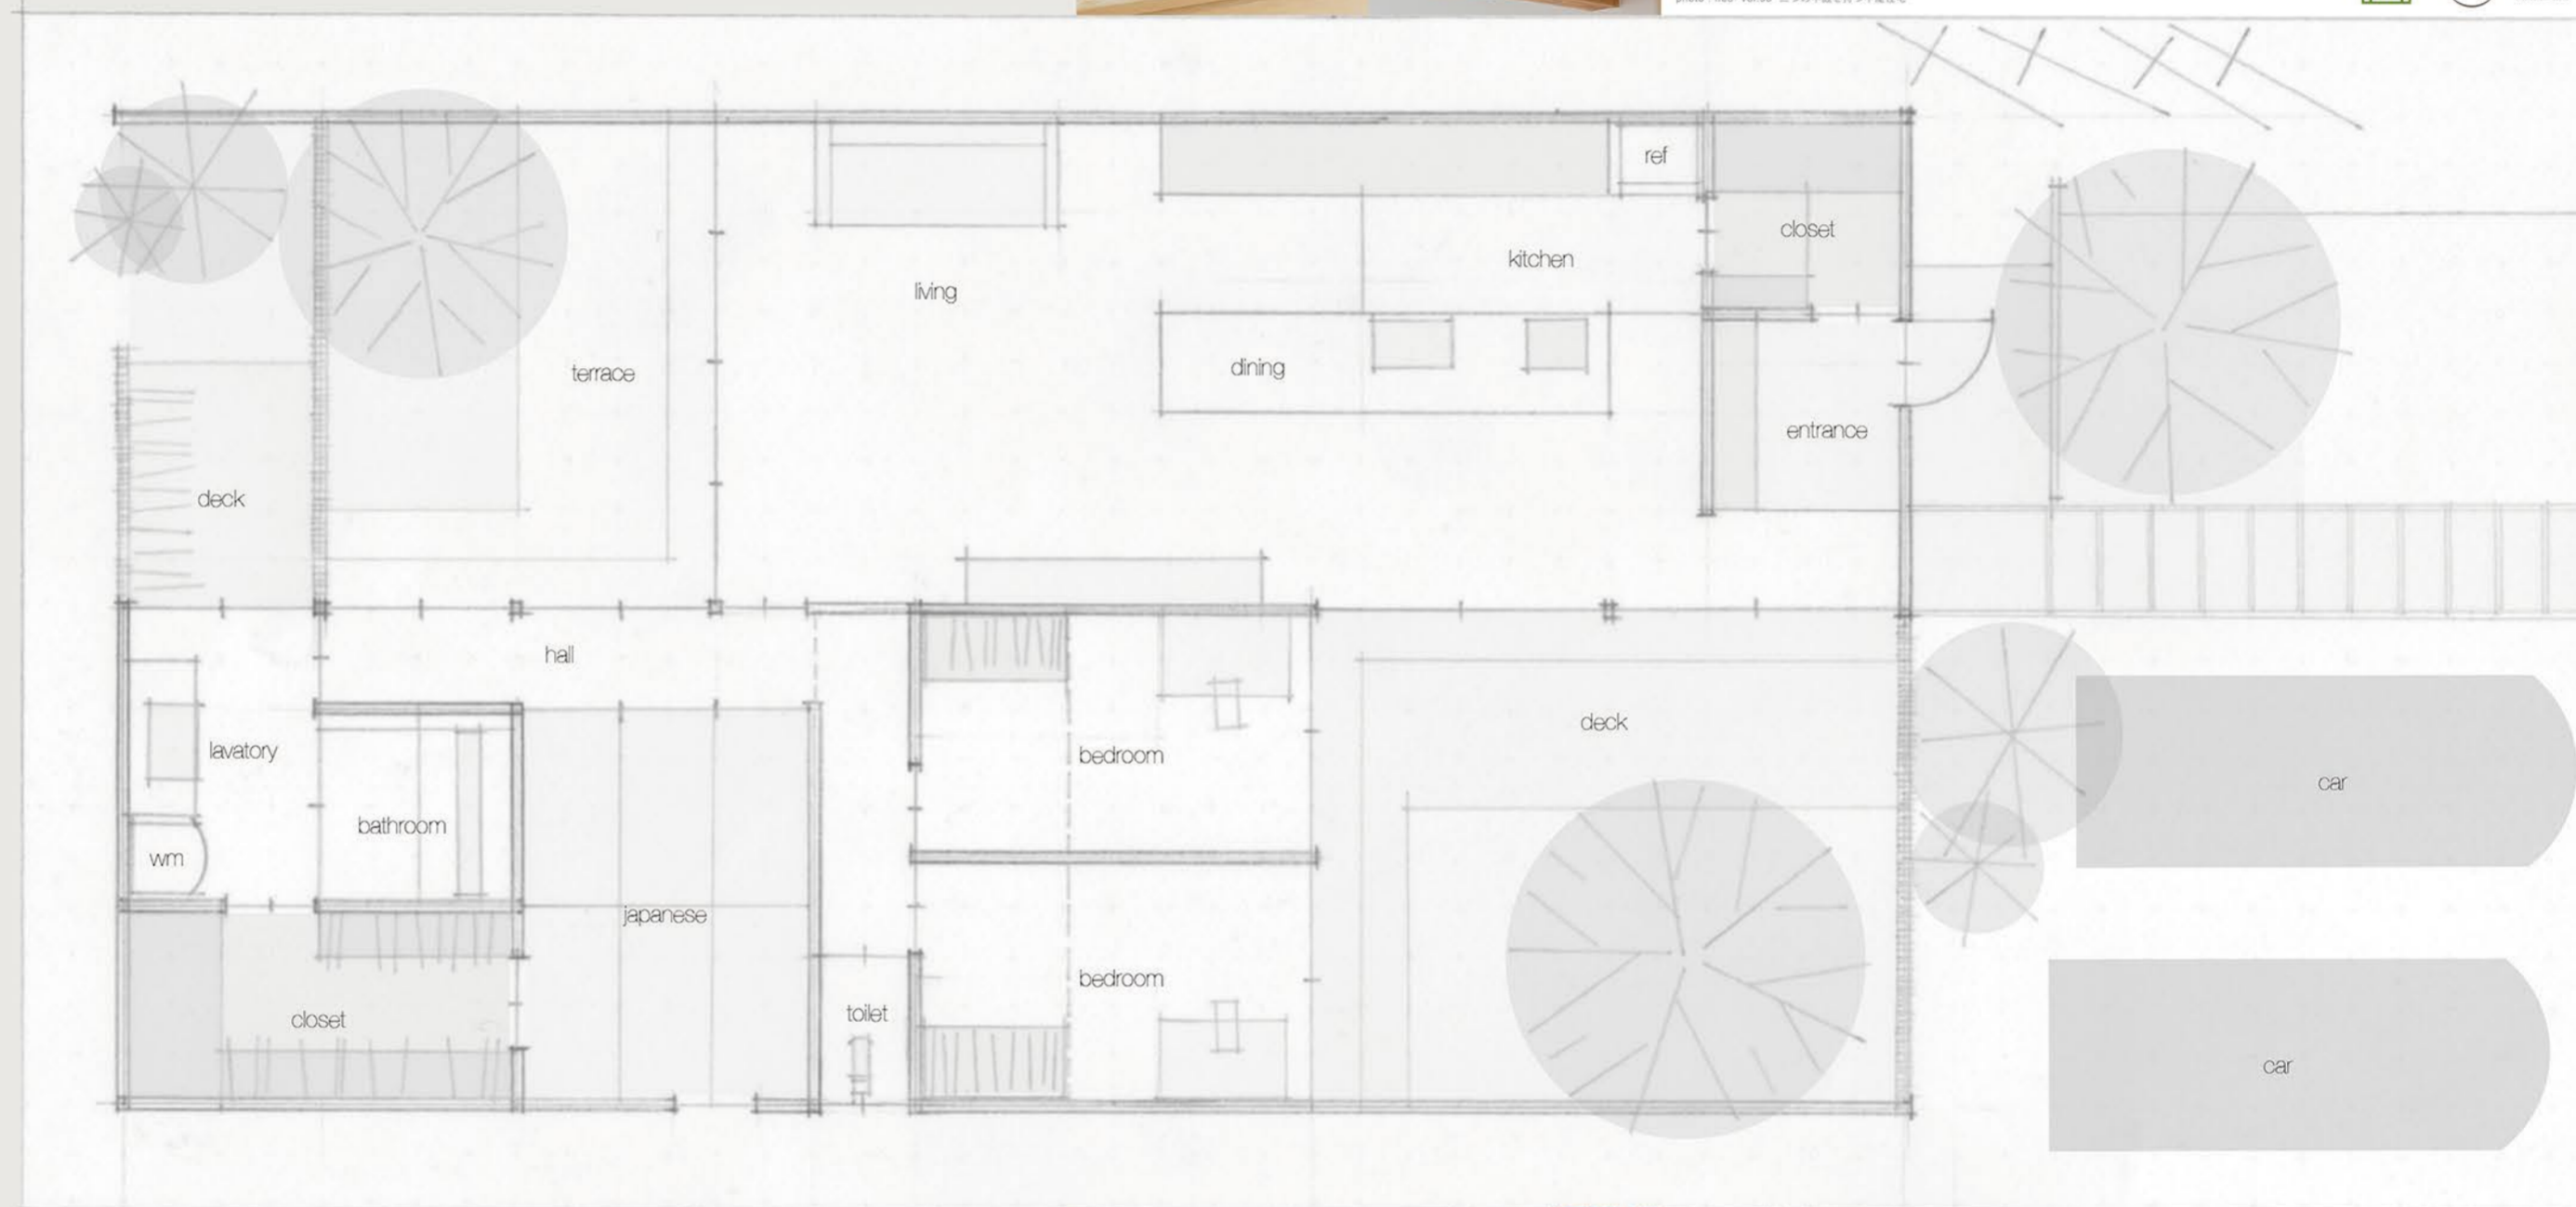 ref
closet
kitchen
living
dining
terrace
entrance
deck
hall
deck
lavatory
bedroom
car
bathroom
wm
japanese
bedroom
toilet
closet
car